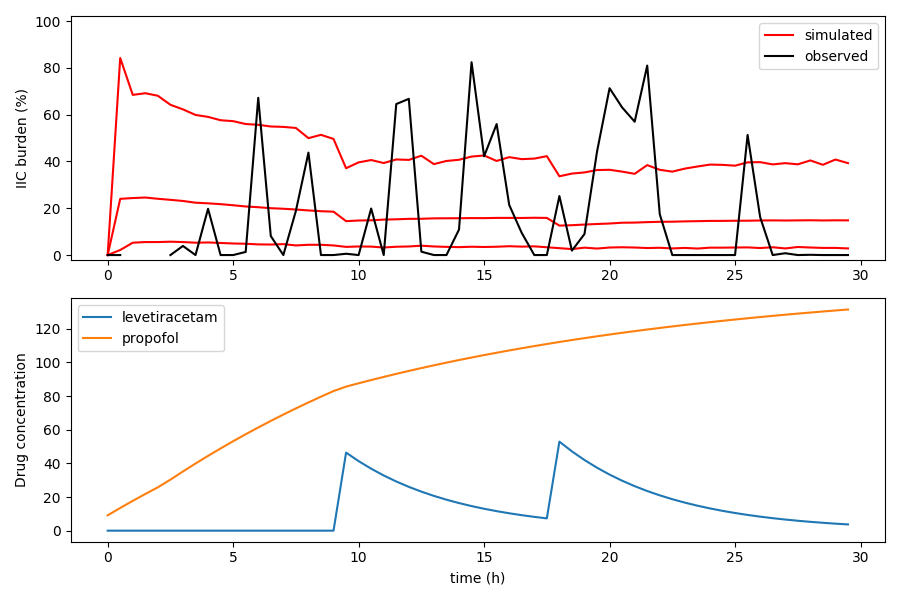 100
80
60
40
20
0
IIC burden (%)
simulated
observed
0 5 10 15 20 25 30
120
100
80
60
40
20
0
Drug concentration
levetiracetam
propofol
0 5 10 15 20 25 30
time (h)